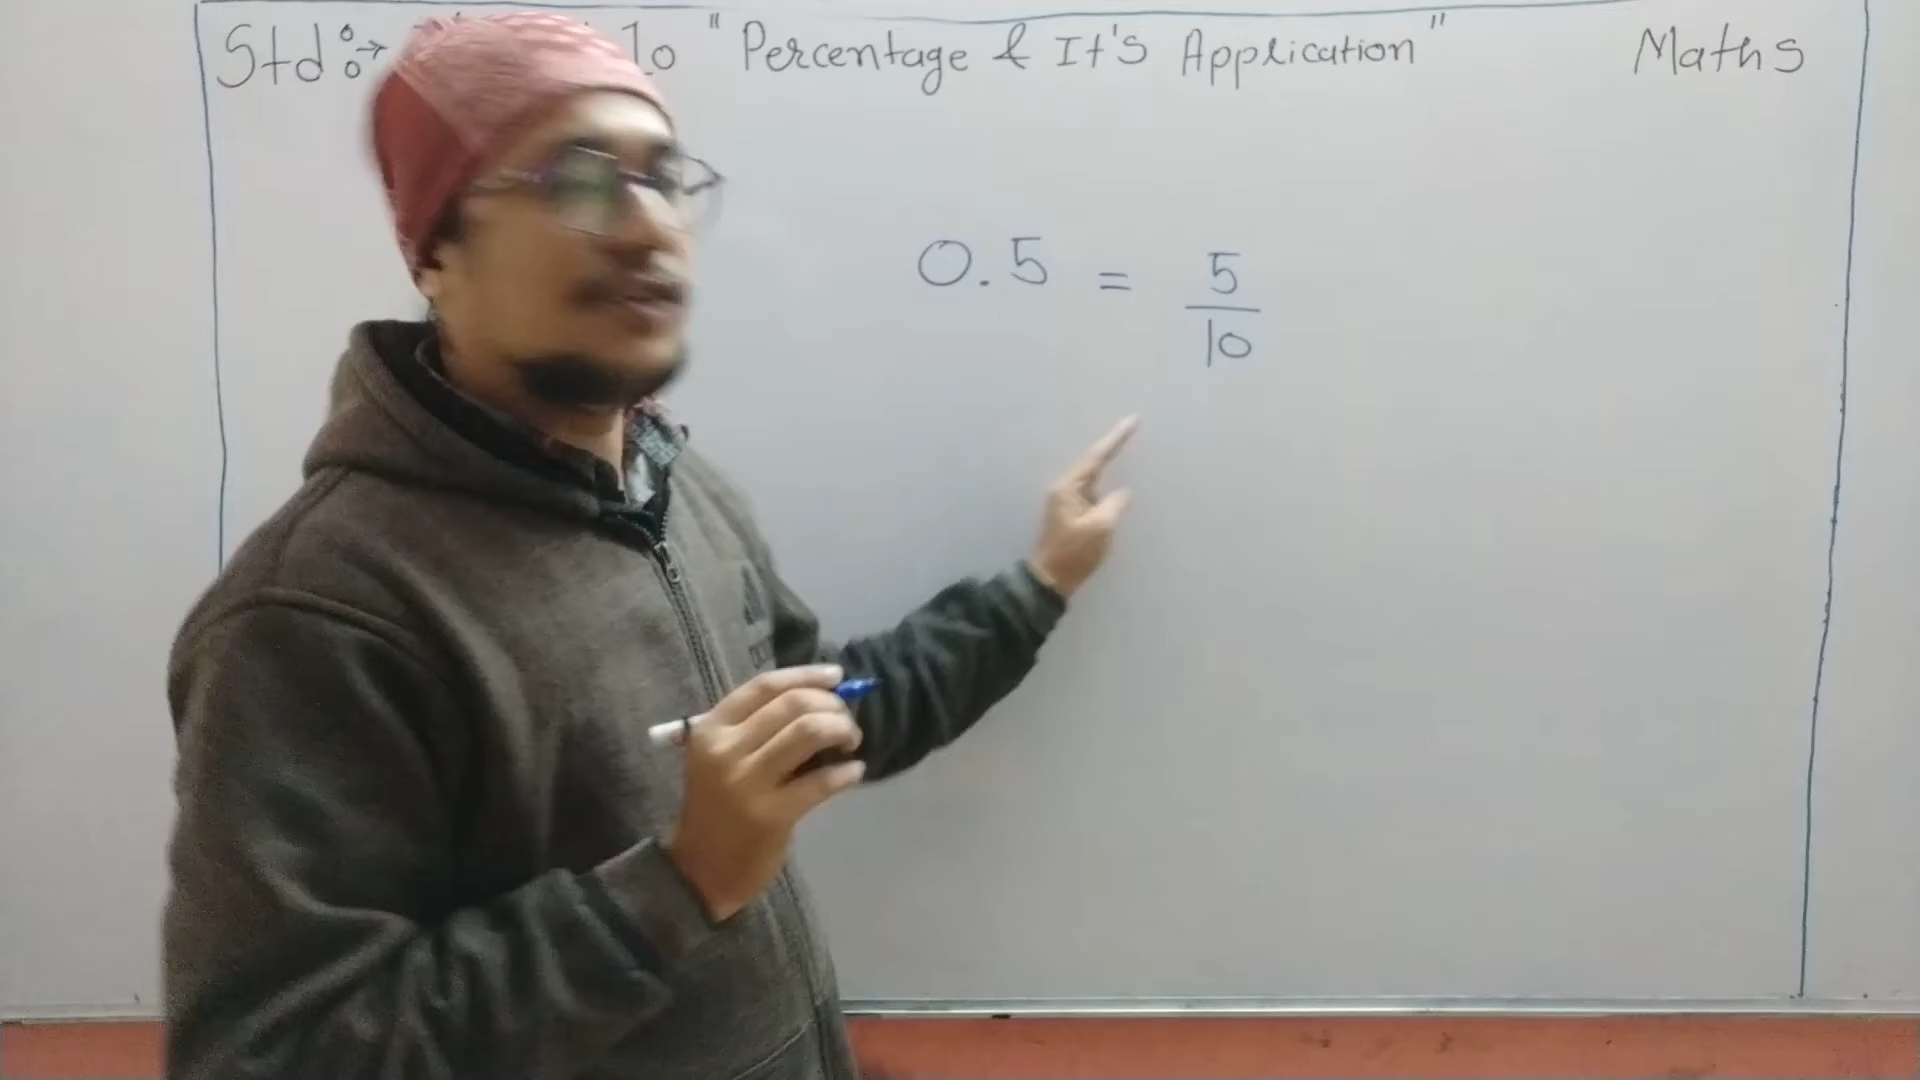 Std :→ 10 "Percentage & It's Application" Maths
0.5 = 5/10